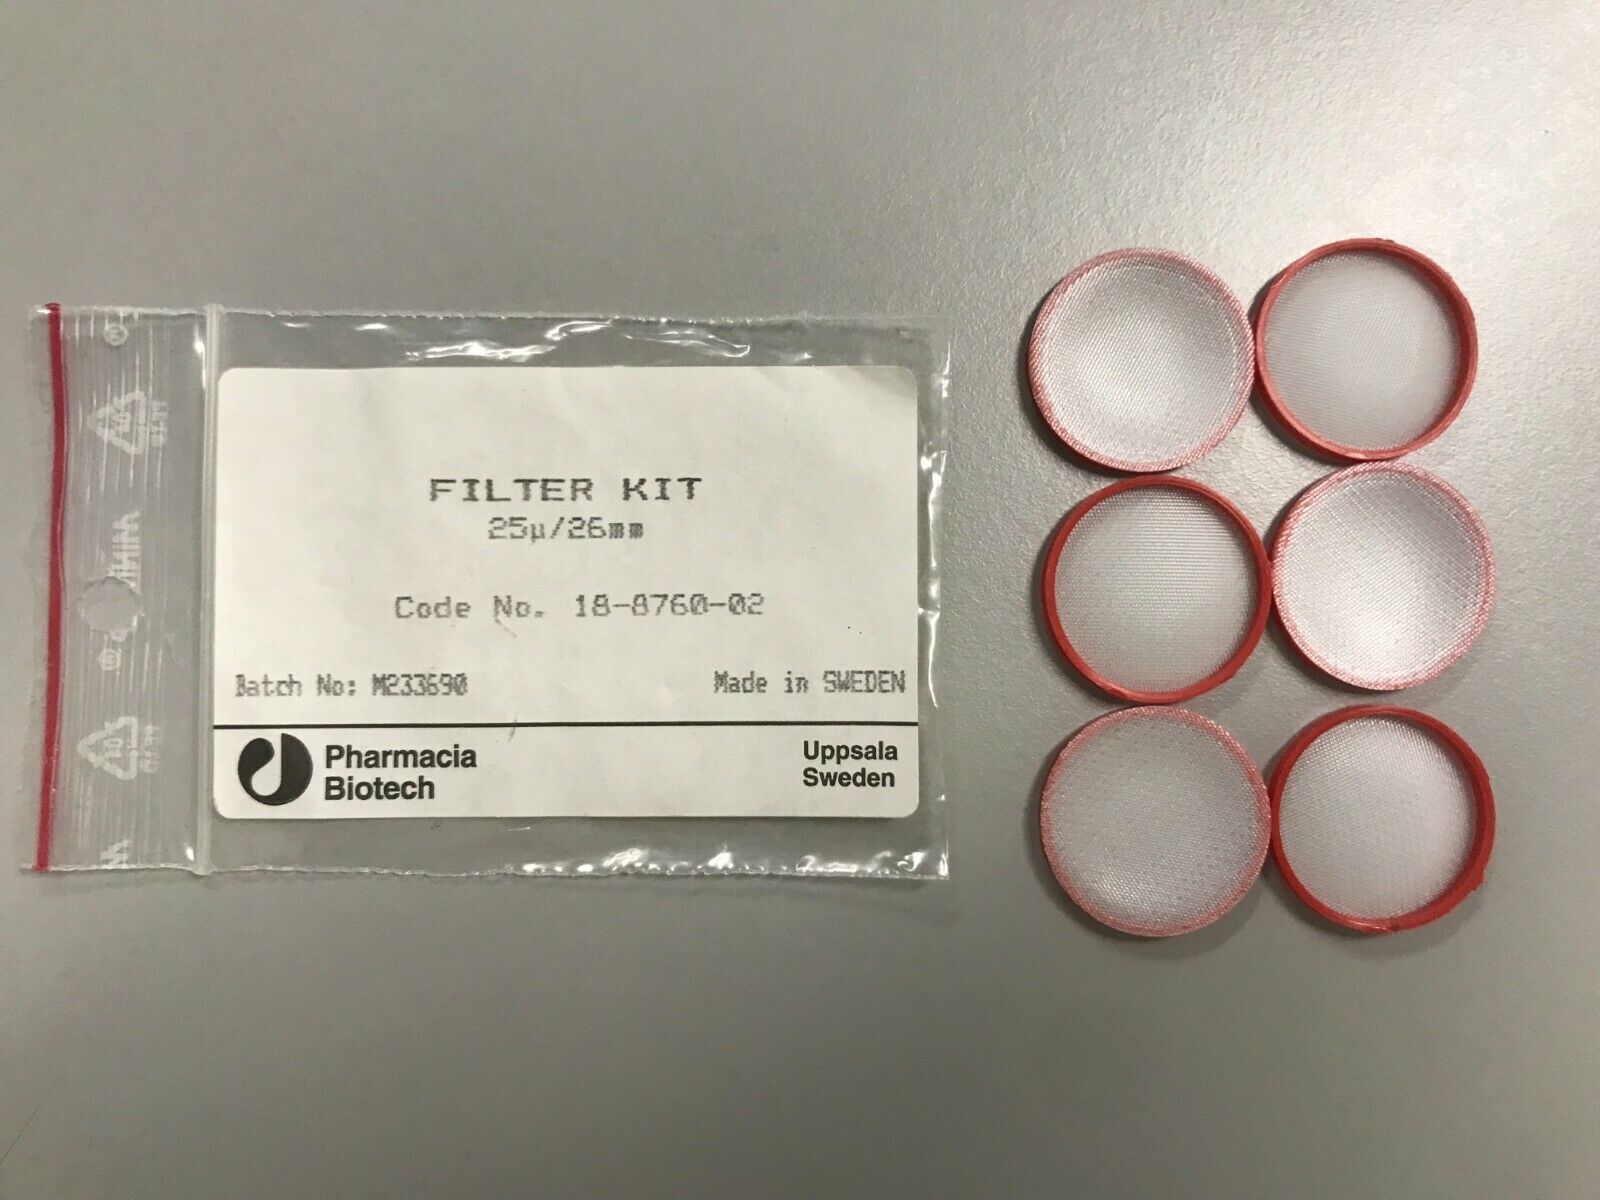 FILTER KIT
25µ/26mm
Code No. 18-8760-02
Batch No: M233690
Made in SWEDEN
Pharmacia
Biotech
Uppsala
Sweden